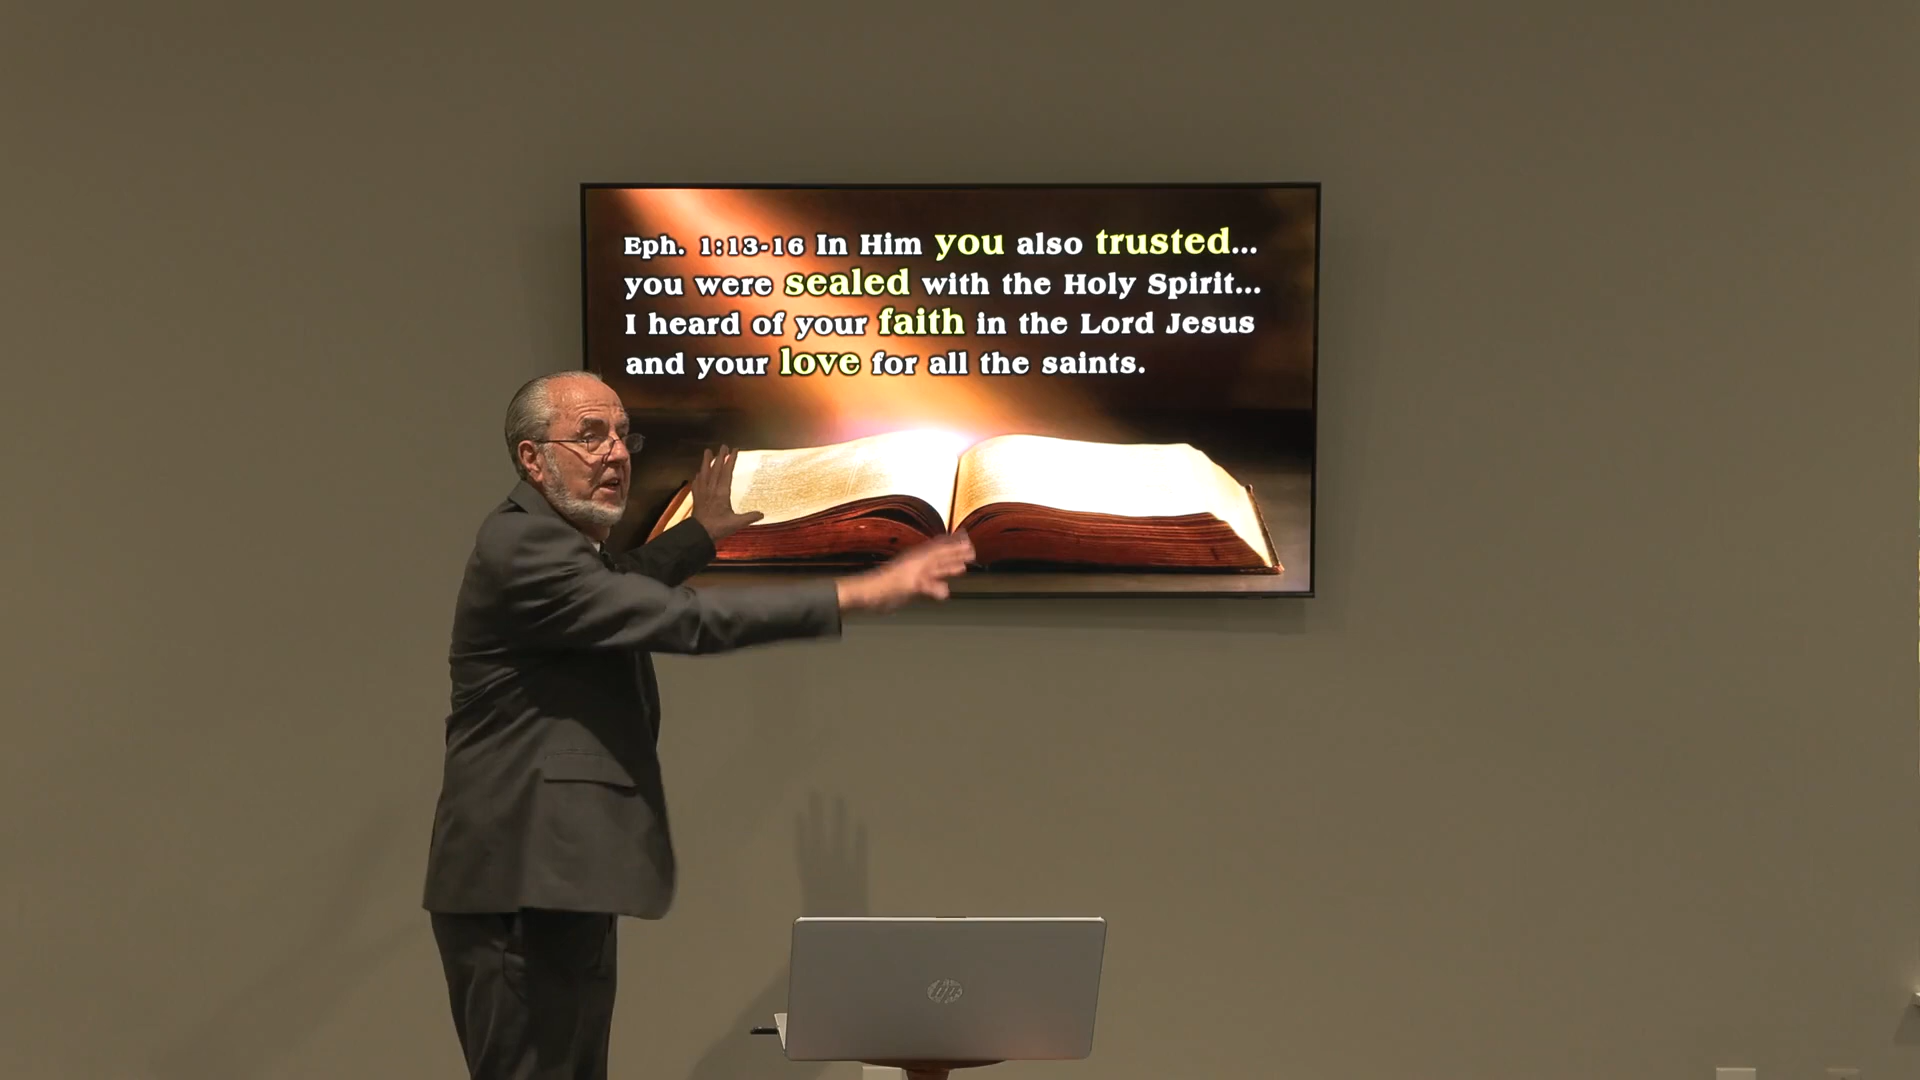 Eph. 1:13-16 In Him you also trusted...
you were sealed with the Holy Spirit...
I heard of your faith in the Lord Jesus
and your love for all the saints.
hp